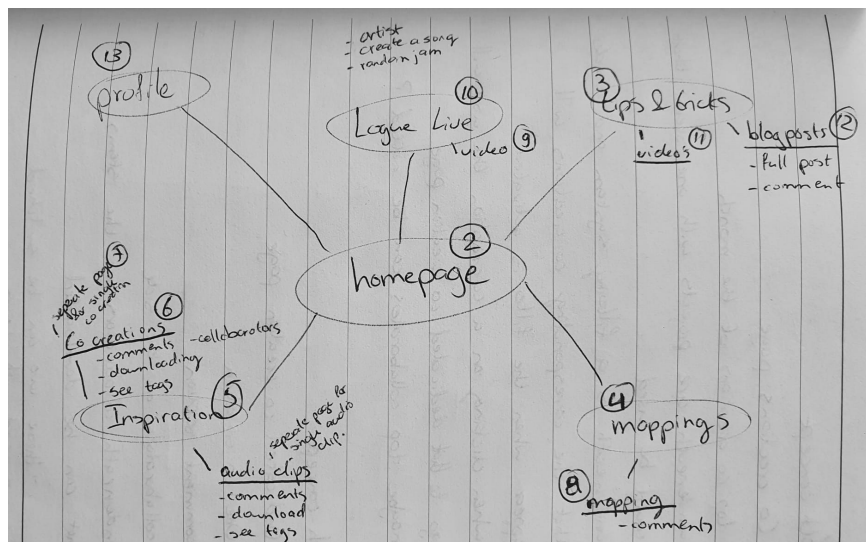 - artist
- create a song
- random jam
13
profile
10
Logue Live
video 9
3
tips & tricks
video's 11
blogposts 12
- full post
- comment
2
homepage
7
- seperate page
for single
co creation
6
Co creations
- comments - collaborators
- downloading
- see tags
5
Inspiration
- seperate page for
single audio
clip.
audio clips
- comments
- download
- see tags
4
mappings
8
mapping
- comments